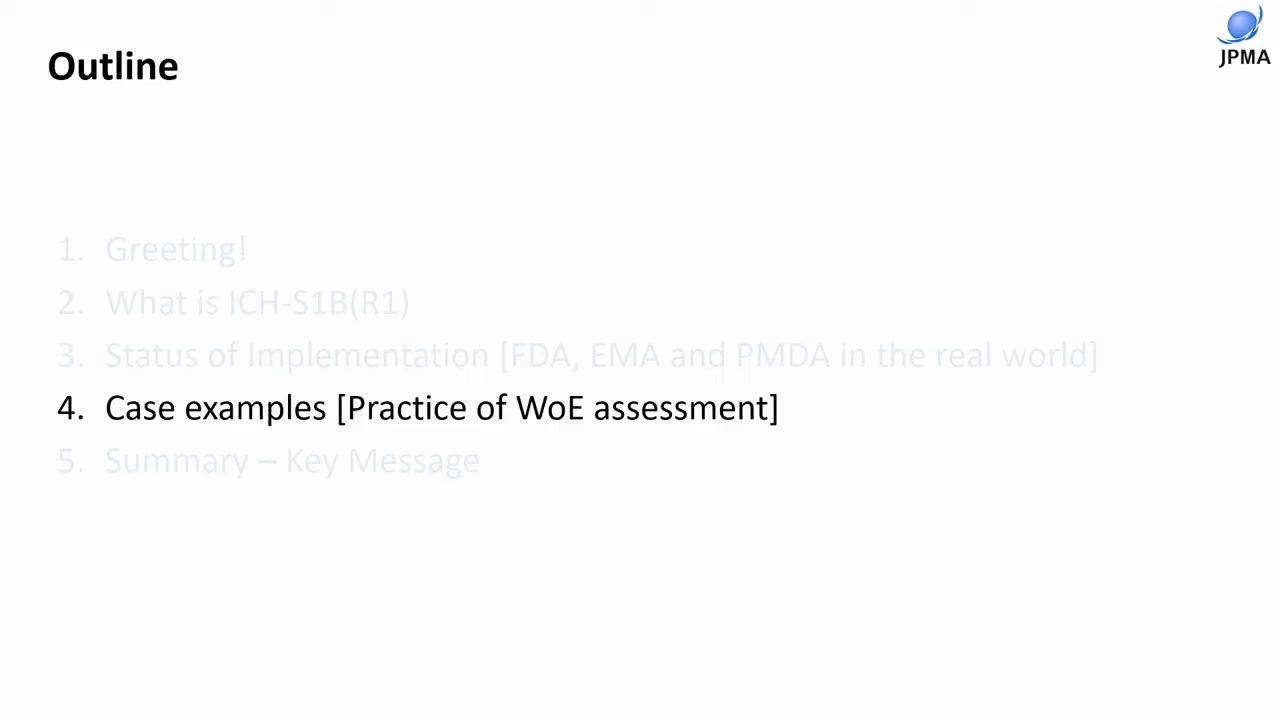 JPMA
Outline
1. Greeting!
2. What is ICH-S1B(R1)
3. Status of Implementation [FDA, EMA and PMDA in the real world]
4. Case examples [Practice of WoE assessment]
5. Summary – Key Message